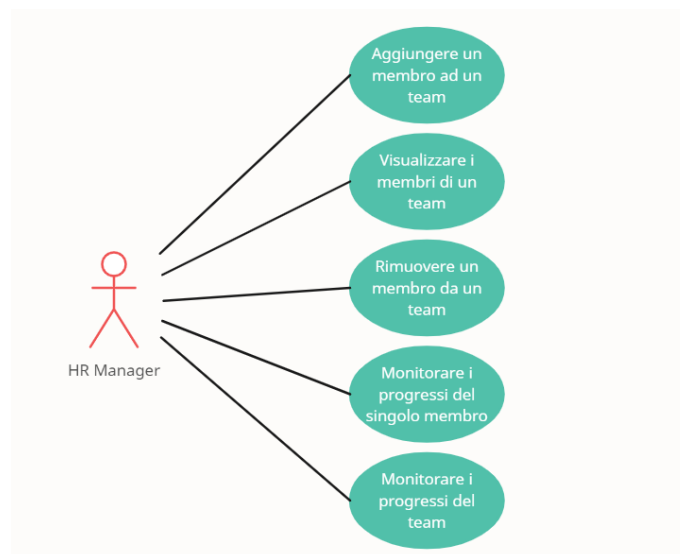 Aggiungere un
membro ad un
team
Visualizzare i
membri di un
team
Rimuovere un
membro da un
team
HR Manager
Monitorare i
progressi del
singolo membro
Monitorare i
progressi del
team